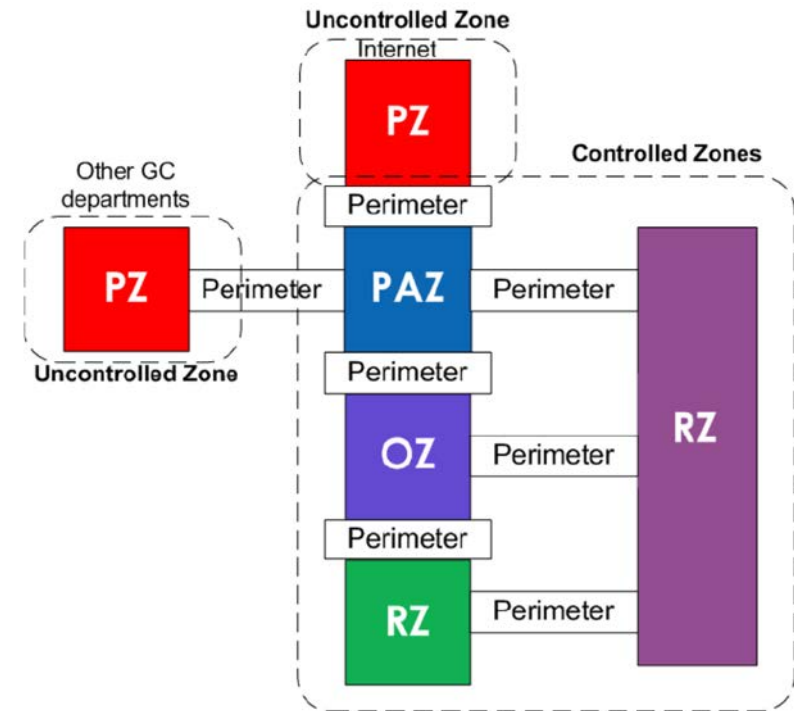 Uncontrolled Zone
Internet
PZ
Controlled Zones
Other GC
departments
Perimeter
PZ
Perimeter
PAZ
Perimeter
Uncontrolled Zone
Perimeter
OZ
Perimeter
RZ
Perimeter
RZ
Perimeter